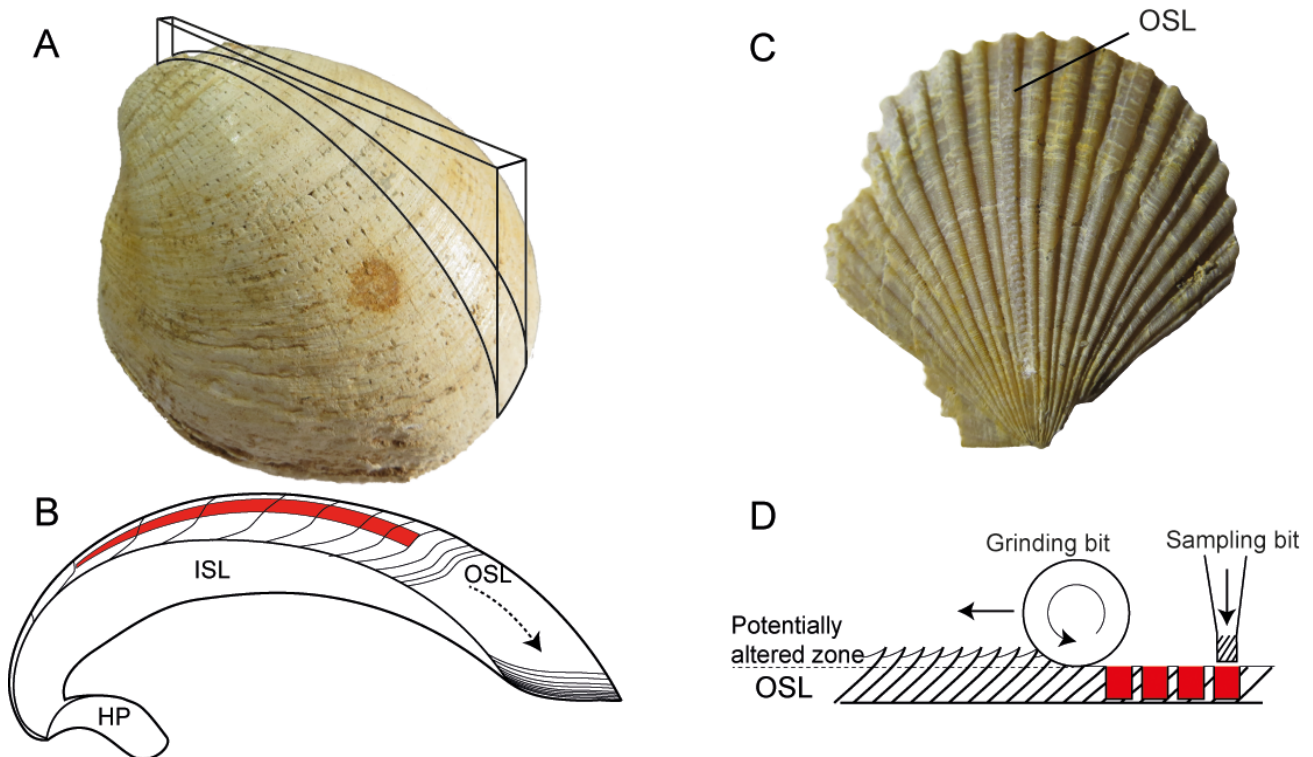 A
B
ISL
OSL
HP
C
OSL
D
Grinding bit
Sampling bit
Potentially
altered zone
OSL